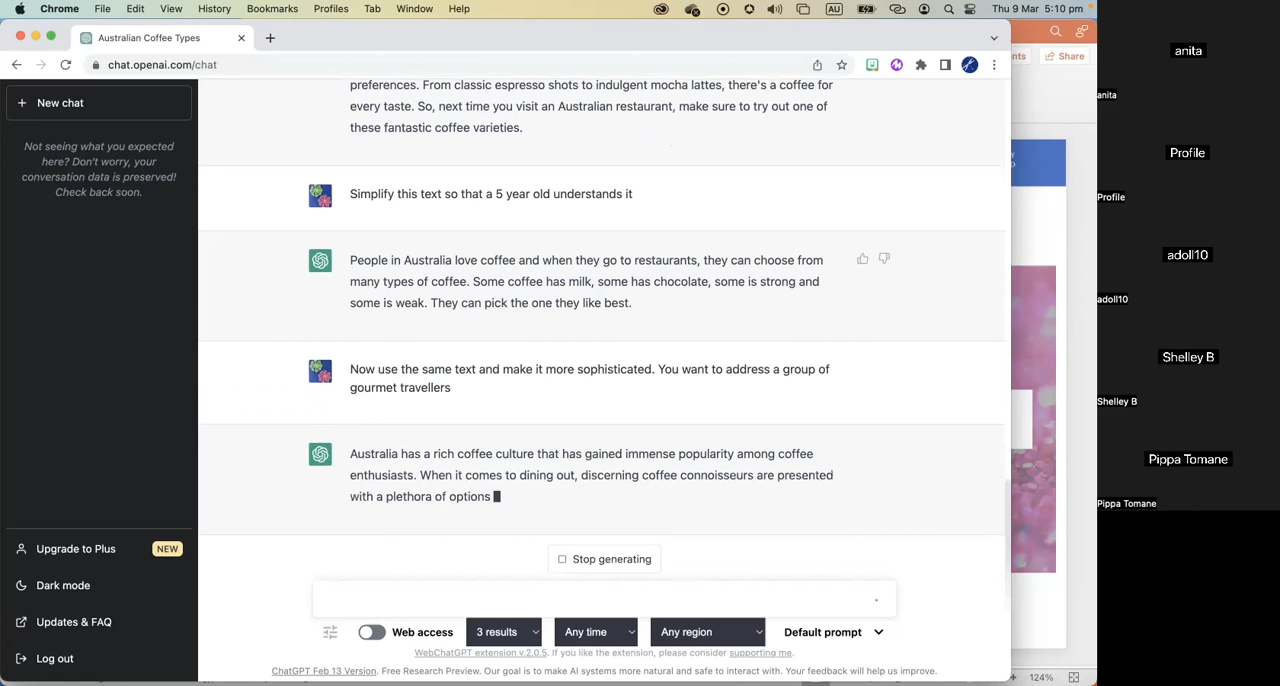 Chrome File Edit View History Bookmarks Profiles Tab Window Help AU Thu 9 Mar 5:10 pm
Australian Coffee Types
chat.openai.com/chat
Share
New chat
Not seeing what you expected
here? Don't worry, your
conversation data is preserved!
Check back soon.
preferences. From classic espresso shots to indulgent mocha lattes, there's a coffee for
every taste. So, next time you visit an Australian restaurant, make sure to try out one of
these fantastic coffee varieties.
Simplify this text so that a 5 year old understands it
People in Australia love coffee and when they go to restaurants, they can choose from
many types of coffee. Some coffee has milk, some has chocolate, some is strong and
some is weak. They can pick the one they like best.
Now use the same text and make it more sophisticated. You want to address a group of
gourmet travellers
Australia has a rich coffee culture that has gained immense popularity among coffee
enthusiasts. When it comes to dining out, discerning coffee connoisseurs are presented
with a plethora of options
Stop generating
Upgrade to Plus NEW
Dark mode
Updates & FAQ
Log out
Web access 3 results Any time Any region Default prompt
WebChatGPT extension v.2.0.5. If you like the extension, please consider supporting me.
ChatGPT Feb 13 Version. Free Research Preview. Our goal is to make AI systems more natural and safe to interact with. Your feedback will help us improve.
124%
anita
anita
Profile
Profile
adoll10
adoll10
Shelley B
Shelley B
Pippa Tomane
Pippa Tomane